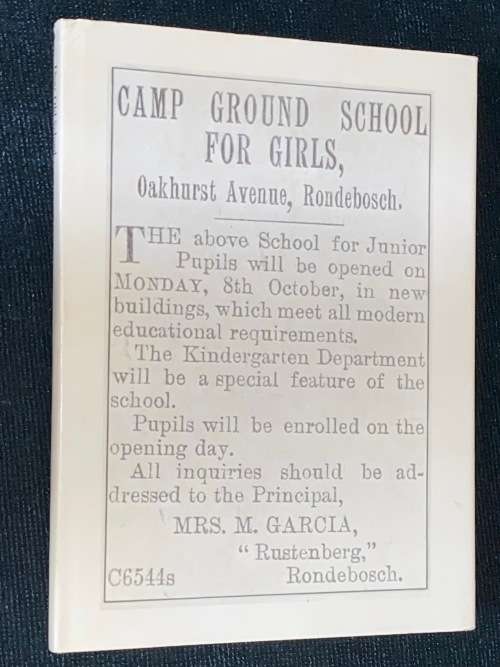 CAMP GROUND SCHOOL
FOR GIRLS,
Oakhurst Avenue, Rondebosch.
THE above School for Junior
Pupils will be opened on
MONDAY, 8th October, in new
buildings, which meet all modern
educational requirements.
The Kindergarten Department
will be a special feature of the
school.
Pupils will be enrolled on the
opening day.
All inquiries should be ad-
dressed to the Principal,
MRS. M. GARCIA,
"Rustenberg,"
C6544s Rondebosch.